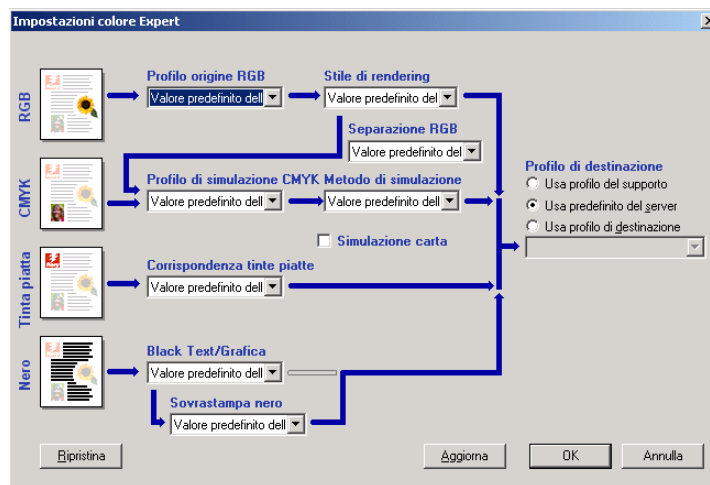 Impostazioni colore Expert
RGB
Profilo origine RGB
Valore predefinito dell
Stile di rendering
Valore predefinito del
Separazione RGB
Valore predefinito del
CMYK
Profilo di simulazione CMYK
Valore predefinito dell
Metodo di simulazione
Valore predefinito del
Simulazione carta
Profilo di destinazione
Usa profilo del supporto
Usa predefinito del server
Usa profilo di destinazione
Tinta piatta
Corrispondenza tinte piatte
Valore predefinito dell
Nero
Black Text/Grafica
Valore predefinito dell
Sovrastampa nero
Valore predefinito dell
Ripristina
Aggiorna
OK
Annulla